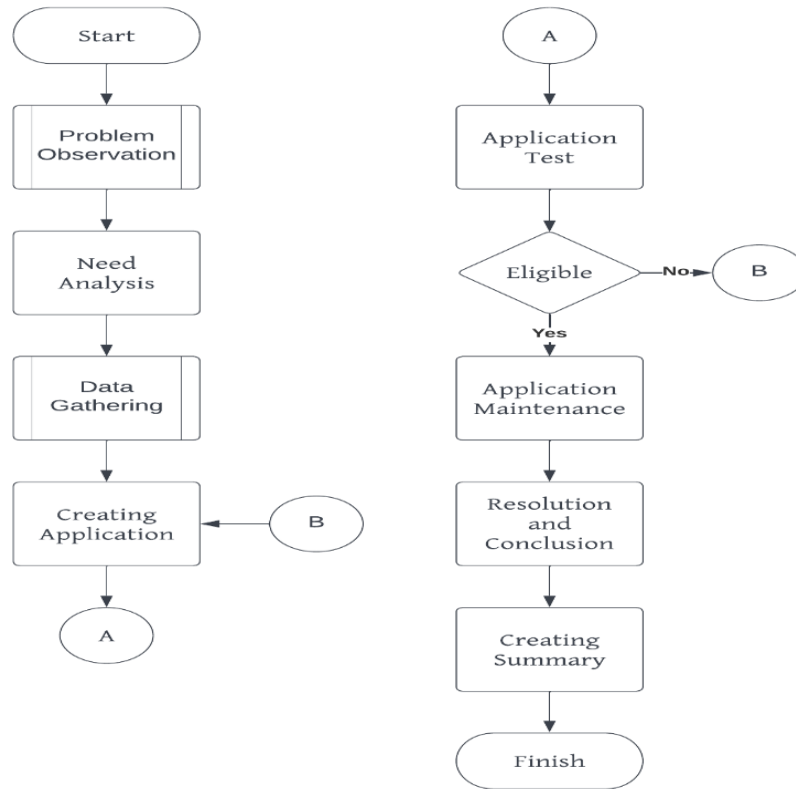 Start
Problem
Observation
Need
Analysis
Data
Gathering
Creating
Application
B
A
A
Application
Test
Eligible
No
B
Yes
Application
Maintenance
Resolution
and
Conclusion
Creating
Summary
Finish